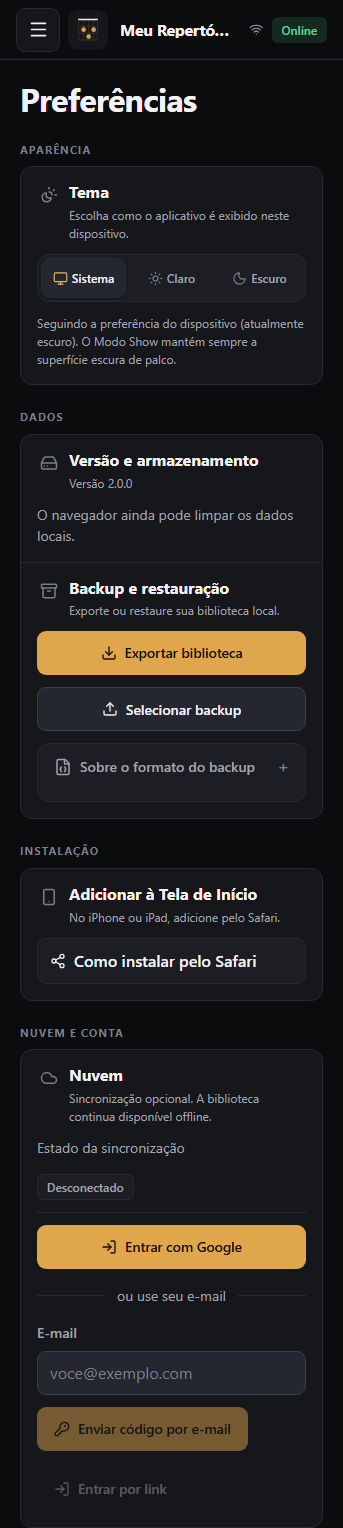 Meu Repertó...
Online
Preferências
APARÊNCIA
Tema
Escolha como o aplicativo é exibido neste
dispositivo.
Sistema
Claro
Escuro
Seguindo a preferência do dispositivo (atualmente
escuro). O Modo Show mantém sempre a
superfície escura de palco.
DADOS
Versão e armazenamento
Versão 2.0.0
O navegador ainda pode limpar os dados
locais.
Backup e restauração
Exporte ou restaure sua biblioteca local.
Exportar biblioteca
Selecionar backup
Sobre o formato do backup +
INSTALAÇÃO
Adicionar à Tela de Início
No iPhone ou iPad, adicione pelo Safari.
Como instalar pelo Safari
NUVEM E CONTA
Nuvem
Sincronização opcional. A biblioteca
continua disponível offline.
Estado da sincronização
Desconectado
Entrar com Google
ou use seu e-mail
E-mail
voce@exemplo.com
Enviar código por e-mail
Entrar por link